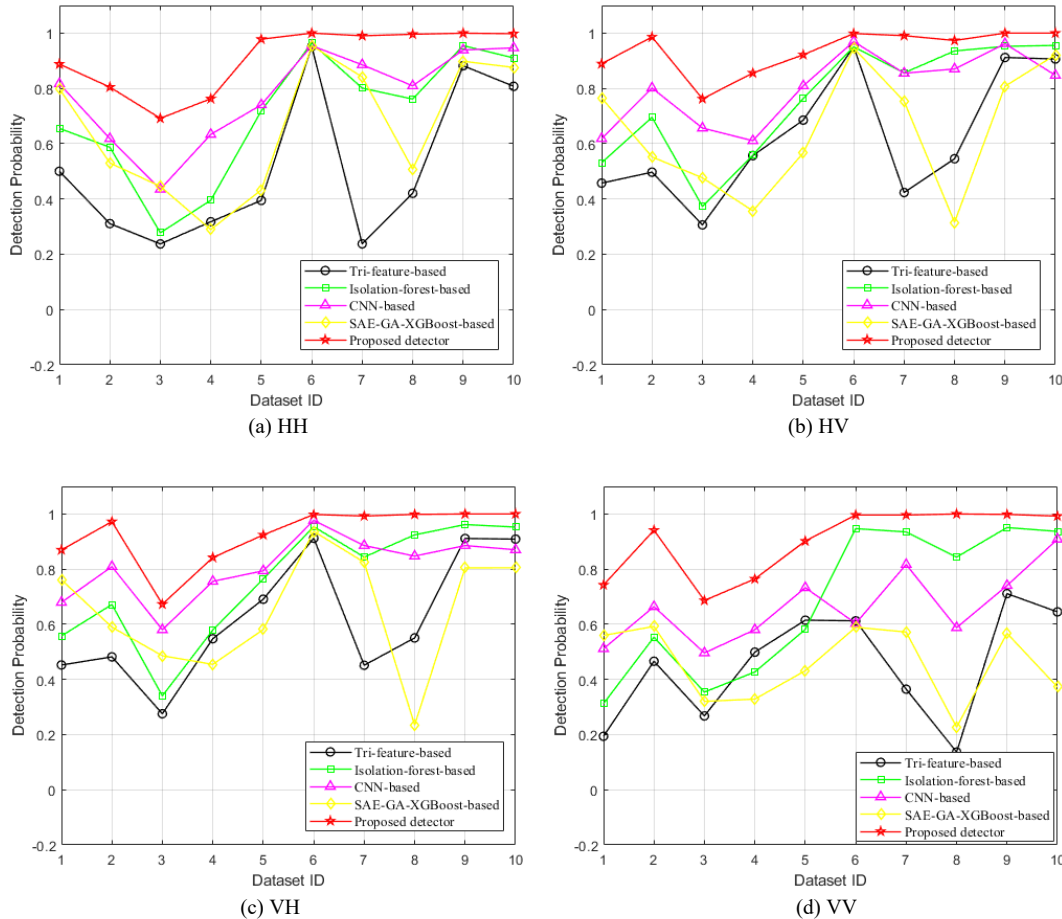 1
0.8
0.6
0.4
0.2
0
-0.2
Detection Probability
Tri-feature-based
Isolation-forest-based
CNN-based
SAE-GA-XGBoost-based
Proposed detector
1 2 3 4 5 6 7 8 9 10
Dataset ID
(a) HH
1
0.8
0.6
0.4
0.2
0
-0.2
Detection Probability
Tri-feature-based
Isolation-forest-based
CNN-based
SAE-GA-XGBoost-based
Proposed detector
1 2 3 4 5 6 7 8 9 10
Dataset ID
(b) HV
1
0.8
0.6
0.4
0.2
0
-0.2
Detection Probability
Tri-feature-based
Isolation-forest-based
CNN-based
SAE-GA-XGBoost-based
Proposed detector
1 2 3 4 5 6 7 8 9 10
Dataset ID
(c) VH
1
0.8
0.6
0.4
0.2
0
-0.2
Detection Probability
Tri-feature-based
Isolation-forest-based
CNN-based
SAE-GA-XGBoost-based
Proposed detector
1 2 3 4 5 6 7 8 9 10
Dataset ID
(d) VV